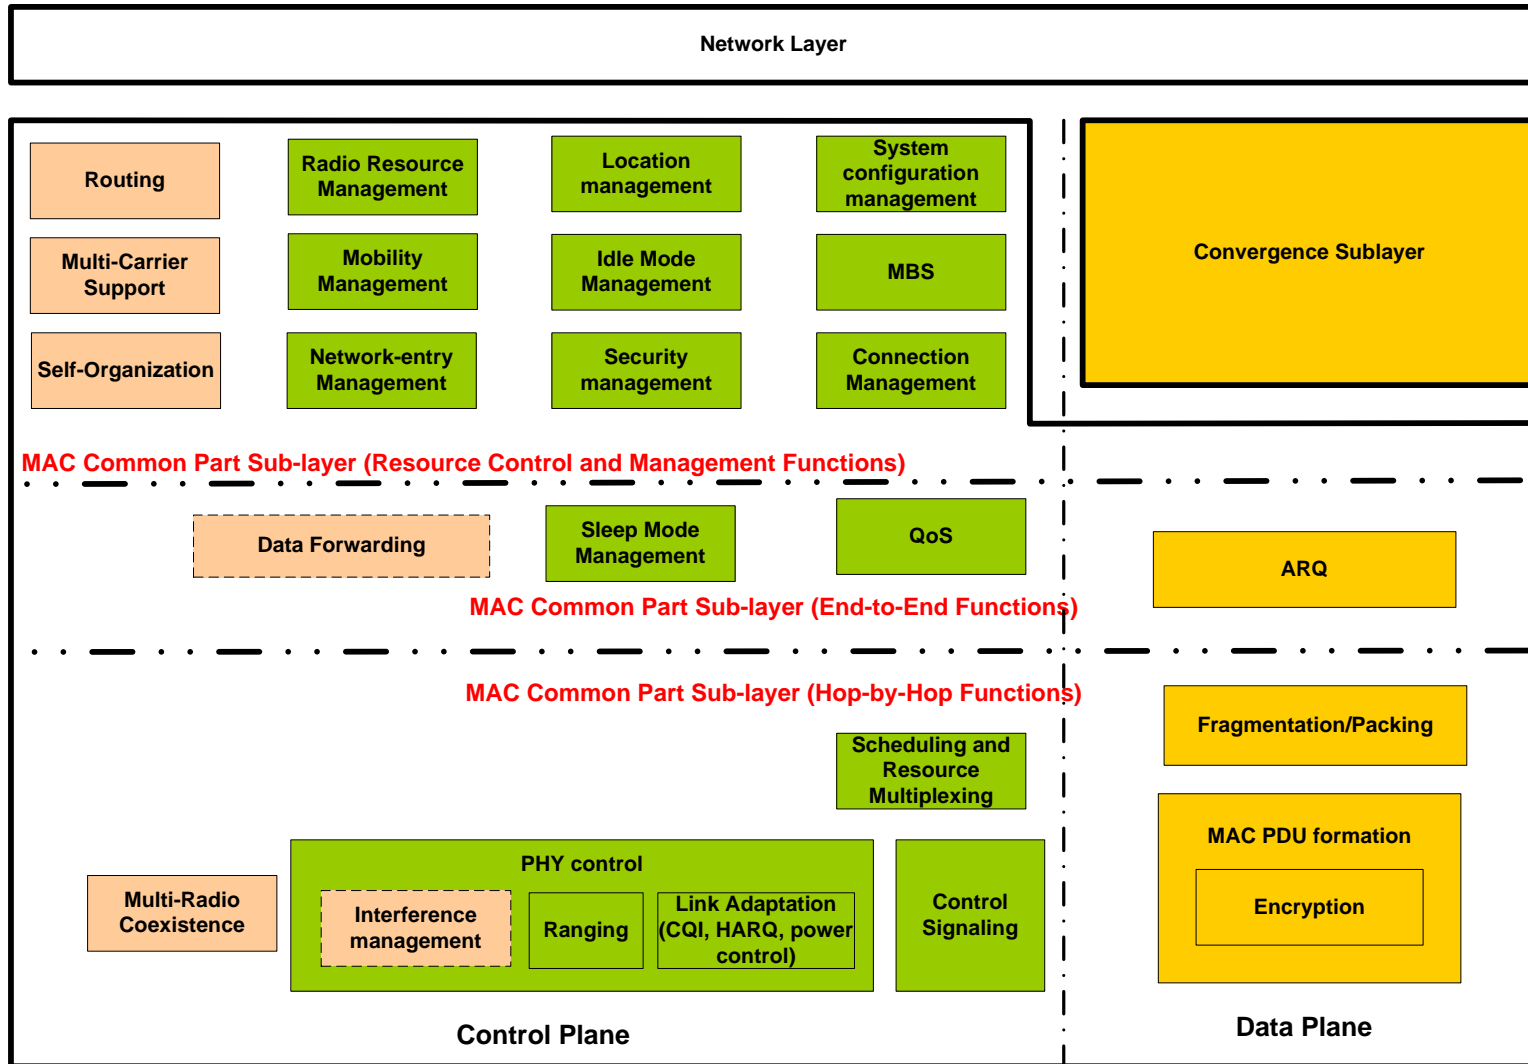 Network Layer
Routing
Radio Resource
Management
Location
management
System
configuration
management
Convergence Sublayer
Multi-Carrier
Support
Mobility
Management
Idle Mode
Management
MBS
Self-Organization
Network-entry
Management
Security
management
Connection
Management
MAC Common Part Sub-layer (Resource Control and Management Functions)
Data Forwarding
Sleep Mode
Management
QoS
ARQ
MAC Common Part Sub-layer (End-to-End Functions)
MAC Common Part Sub-layer (Hop-by-Hop Functions)
Fragmentation/Packing
Scheduling and
Resource
Multiplexing
MAC PDU formation
Encryption
PHY control
Multi-Radio
Coexistence
Interference
management
Ranging
Link Adaptation
(CQI, HARQ, power
control)
Control
Signaling
Control Plane
Data Plane